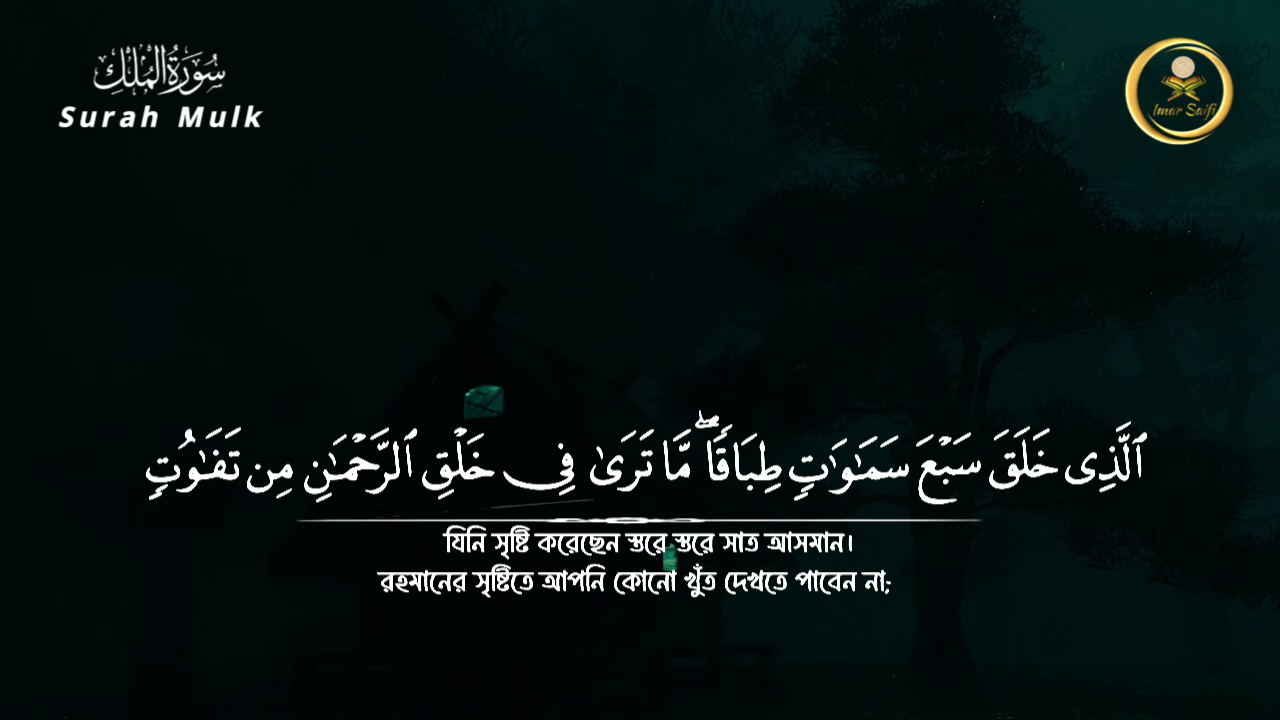 سُورَةُ الْمُلْكِ
Surah Mulk
Imar Saifi
ٱلَّذِى خَلَقَ سَبْعَ سَمَـٰوَٰتٍ طِبَاقًا ۖ مَّا تَرَىٰ فِى خَلْقِ ٱلرَّحْمَـٰنِ مِن تَفَـٰوُتٍ
যিনি সৃষ্টি করেছেন স্তরে স্তরে সাত আসমান।
রহমানের সৃষ্টিতে আপনি কোনো খুঁত দেখতে পাবেন না;